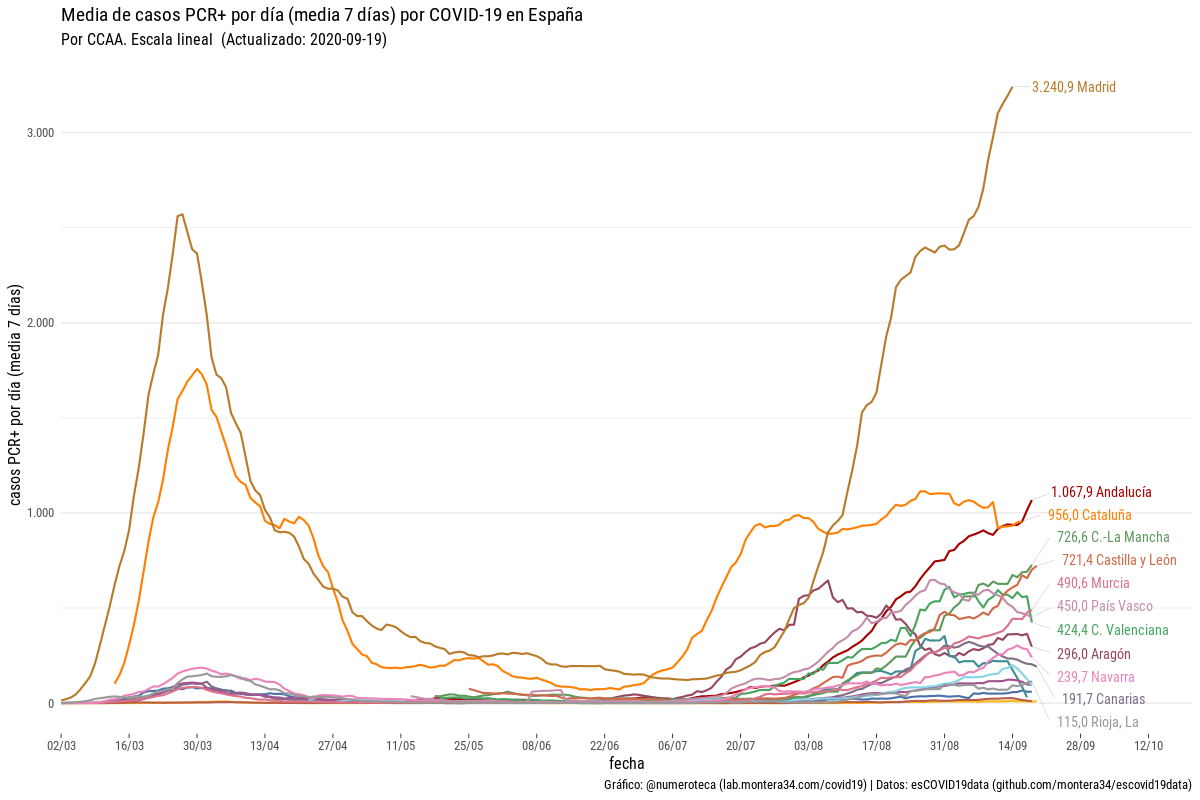 Media de casos PCR+ por día (media 7 días) por COVID-19 en España
Por CCAA. Escala lineal (Actualizado: 2020-09-19)
casos PCR+ por día (media 7 días)
3.000
2.000
1.000
0
3.240,9 Madrid
1.067,9 Andalucía
956,0 Cataluña
726,6 C.-La Mancha
721,4 Castilla y León
490,6 Murcia
450,0 País Vasco
424,4 C. Valenciana
296,0 Aragón
239,7 Navarra
191,7 Canarias
115,0 Rioja, La
02/03 16/03 30/03 13/04 27/04 11/05 25/05 08/06 22/06 06/07 20/07 03/08 17/08 31/08 14/09 28/09 12/10
fecha
Gráfico: @numeroteca (lab.montera34.com/covid19) | Datos: esCOVID19data (github.com/montera34/escovid19data)